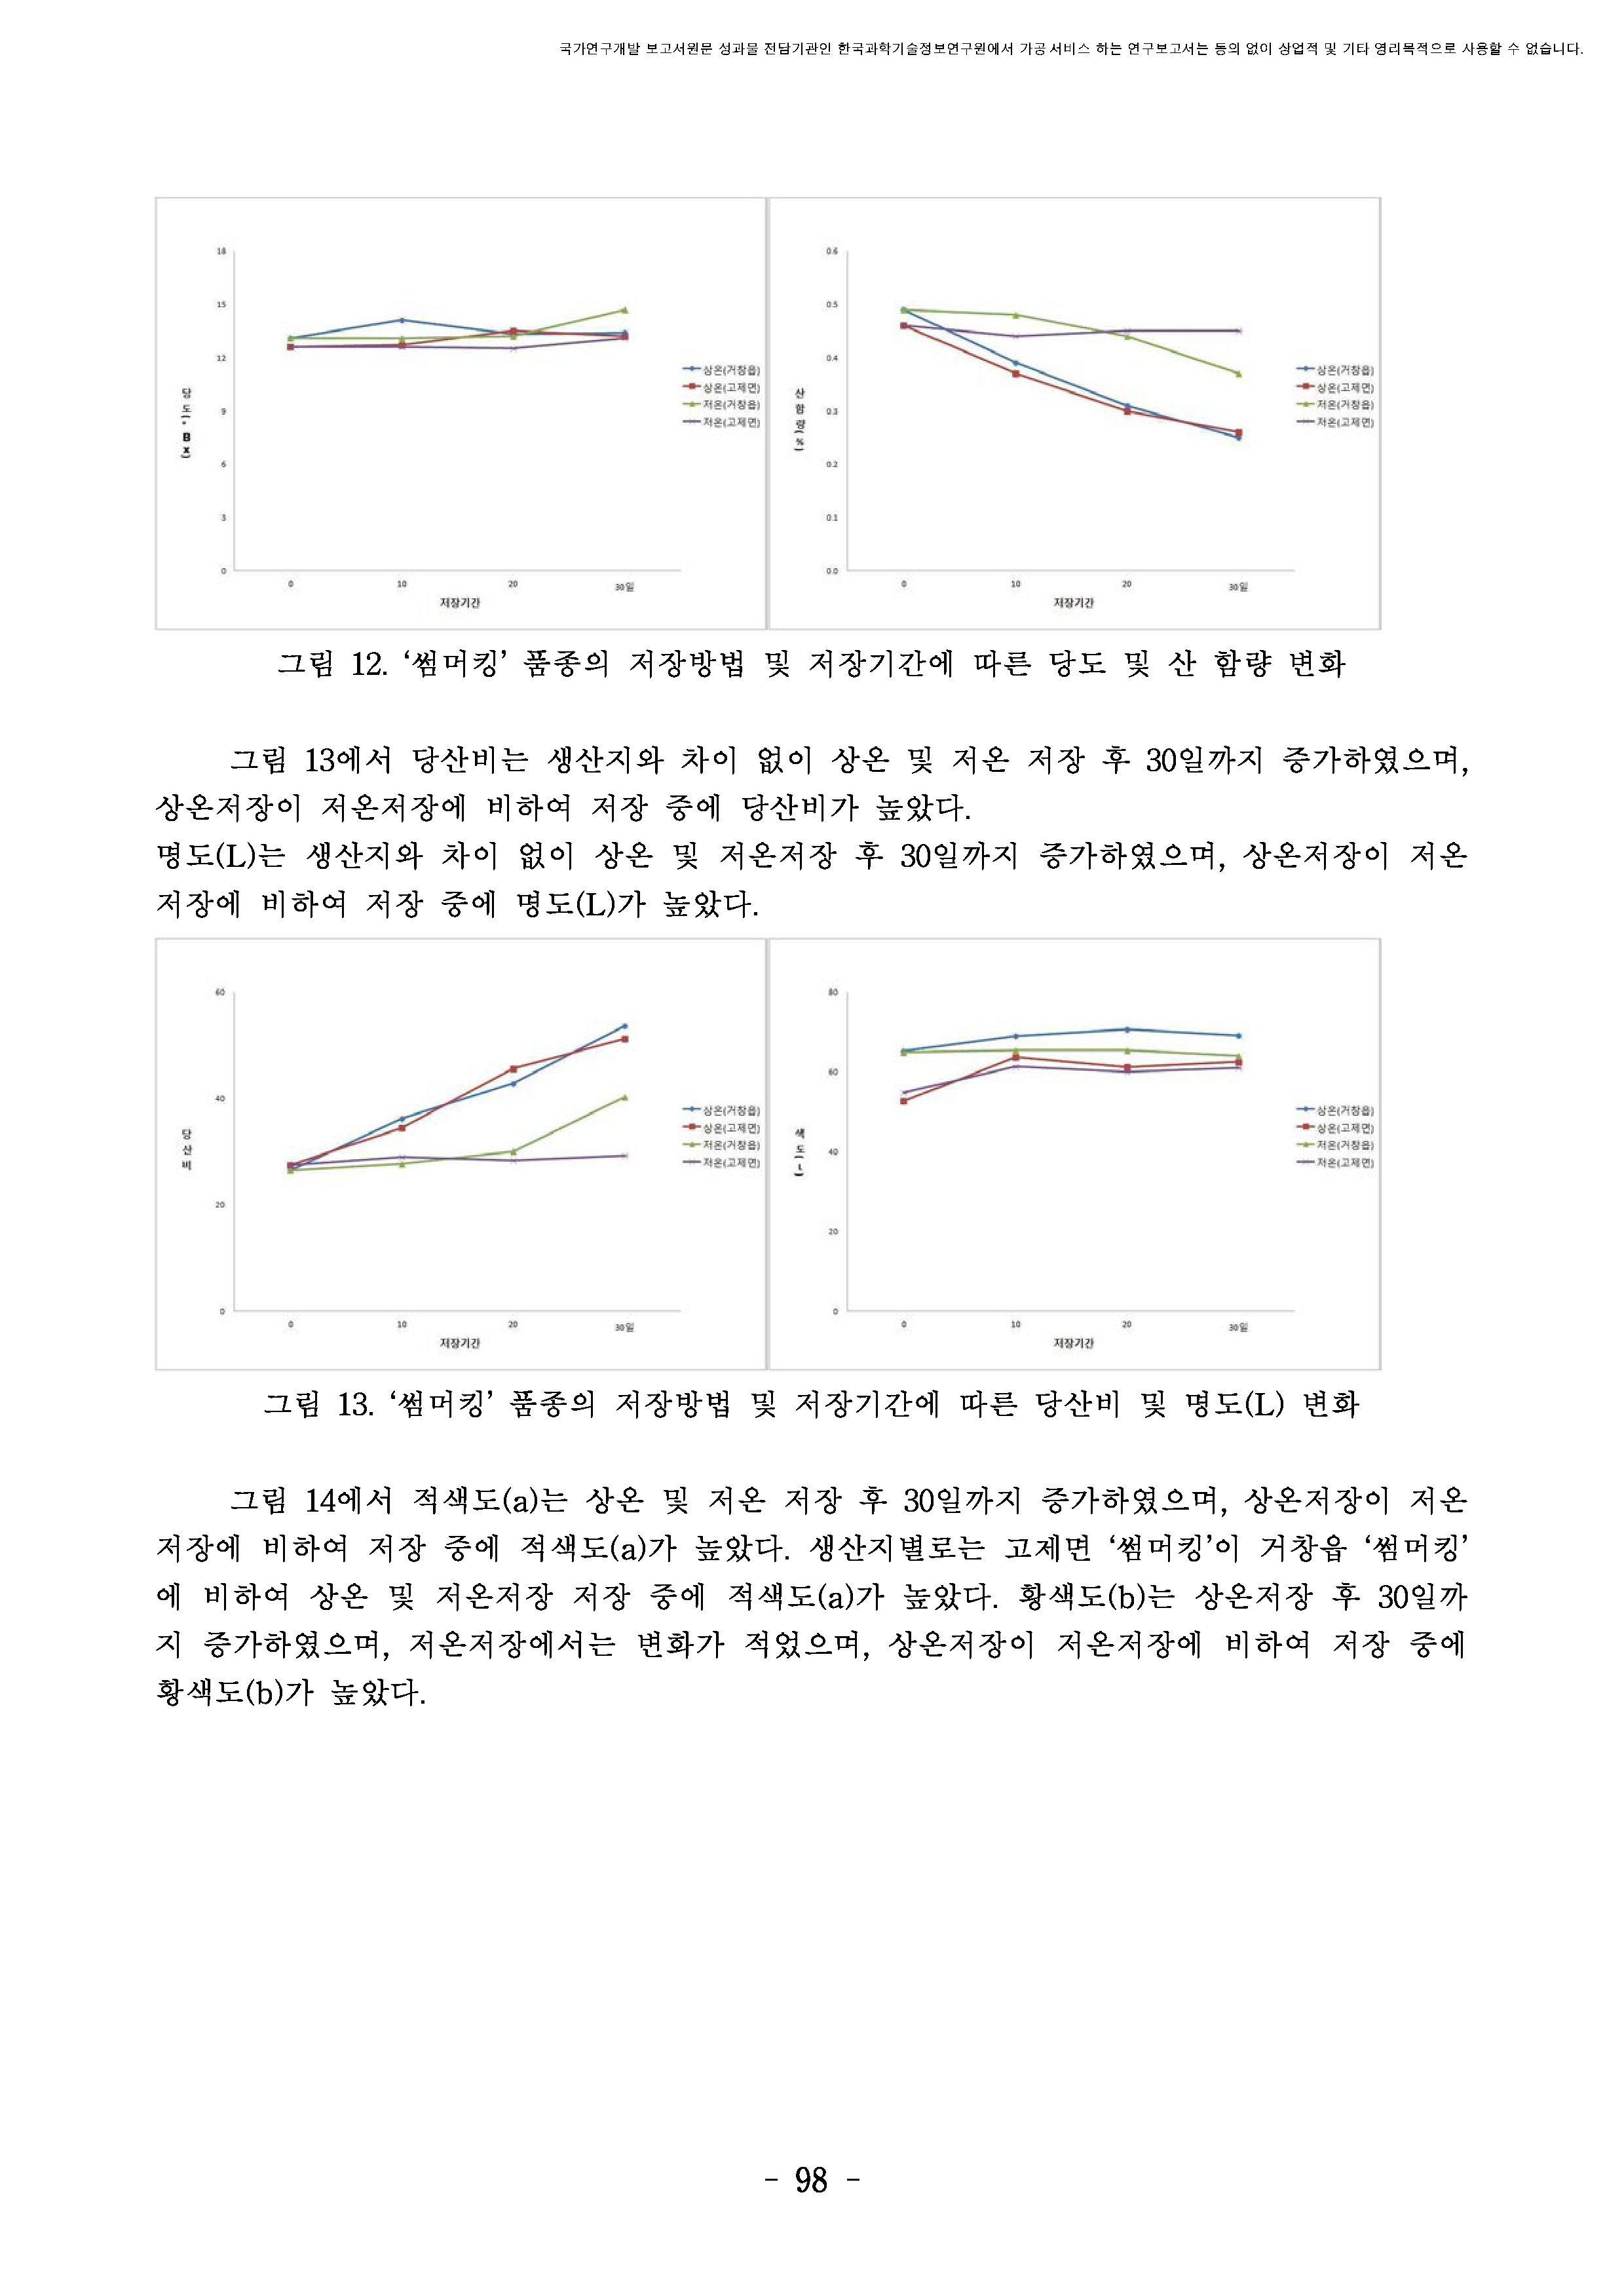 국가연구개발 보고서원문 성과물 전담기관인 한국과학기술정보연구원에서 가공·서비스 하는 연구보고서는 동의 없이 상업적 및 기타 영리목적으로 사용할 수 없습니다.
18
15
12
9
6
3
0
당도(°Bx)
0 10 20 30일
저장기간
상온(거창읍)
상온(고제면)
저온(거창읍)
저온(고제면)
0.6
0.5
0.4
0.3
0.2
0.1
0.0
산함량(%)
0 10 20 30일
저장기간
상온(거창읍)
상온(고제면)
저온(거창읍)
저온(고제면)
그림 12. ‘썸머킹’ 품종의 저장방법 및 저장기간에 따른 당도 및 산 함량 변화
그림 13에서 당산비는 생산지와 차이 없이 상온 및 저온 저장 후 30일까지 증가하였으며,
상온저장이 저온저장에 비하여 저장 중에 당산비가 높았다.
명도(L)는 생산지와 차이 없이 상온 및 저온저장 후 30일까지 증가하였으며, 상온저장이 저온
저장에 비하여 저장 중에 명도(L)가 높았다.
60
40
20
0
당산비
0 10 20 30일
저장기간
상온(거창읍)
상온(고제면)
저온(거창읍)
저온(고제면)
80
60
40
20
0
색도(L)
0 10 20 30일
저장기간
상온(거창읍)
상온(고제면)
저온(거창읍)
저온(고제면)
그림 13. ‘썸머킹’ 품종의 저장방법 및 저장기간에 따른 당산비 및 명도(L) 변화
그림 14에서 적색도(a)는 상온 및 저온 저장 후 30일까지 증가하였으며, 상온저장이 저온
저장에 비하여 저장 중에 적색도(a)가 높았다. 생산지별로는 고제면 ‘썸머킹’이 거창읍 ‘썸머킹’
에 비하여 상온 및 저온저장 저장 중에 적색도(a)가 높았다. 황색도(b)는 상온저장 후 30일까
지 증가하였으며, 저온저장에서는 변화가 적었으며, 상온저장이 저온저장에 비하여 저장 중에
황색도(b)가 높았다.
- 98 -